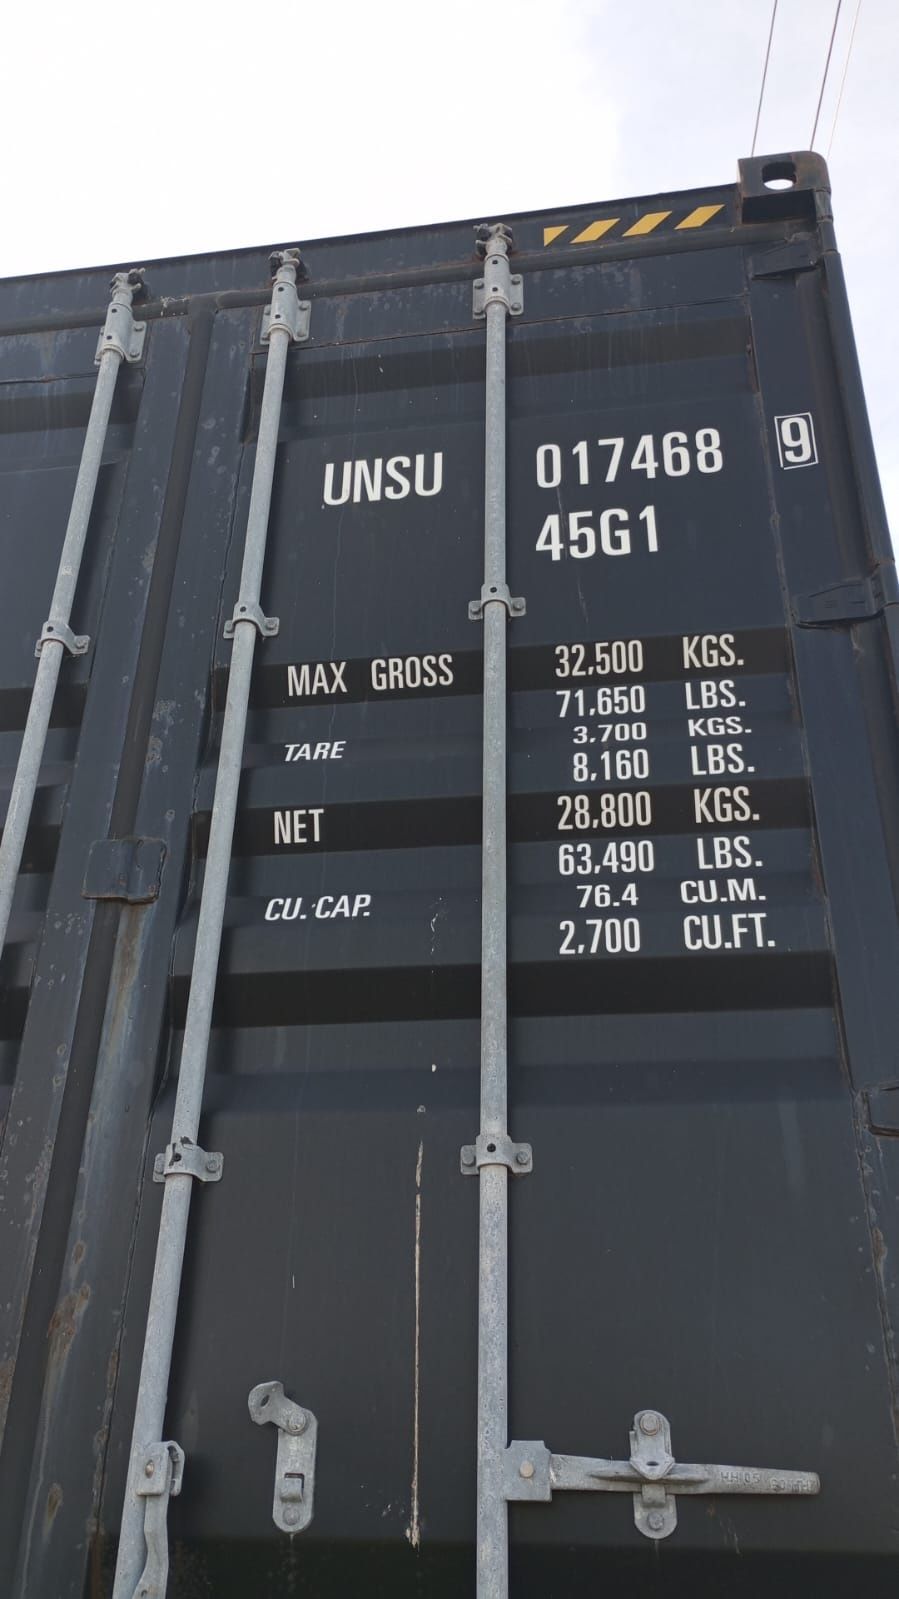 UNSU 017468 9
45G1
MAX GROSS 32,500 KGS.
71,650 LBS.
TARE 3,700 KGS.
8,160 LBS.
NET 28,800 KGS.
63,490 LBS.
CU. CAP. 76.4 CU.M.
2,700 CU.FT.